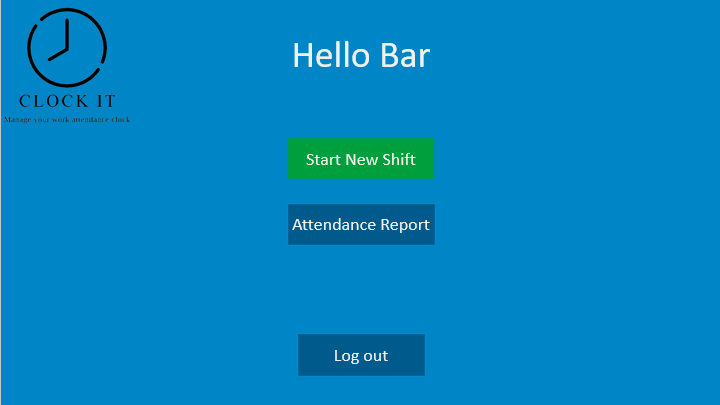 CLOCK IT
Manage your work attendance clock
Hello Bar
Start New Shift
Attendance Report
Log out